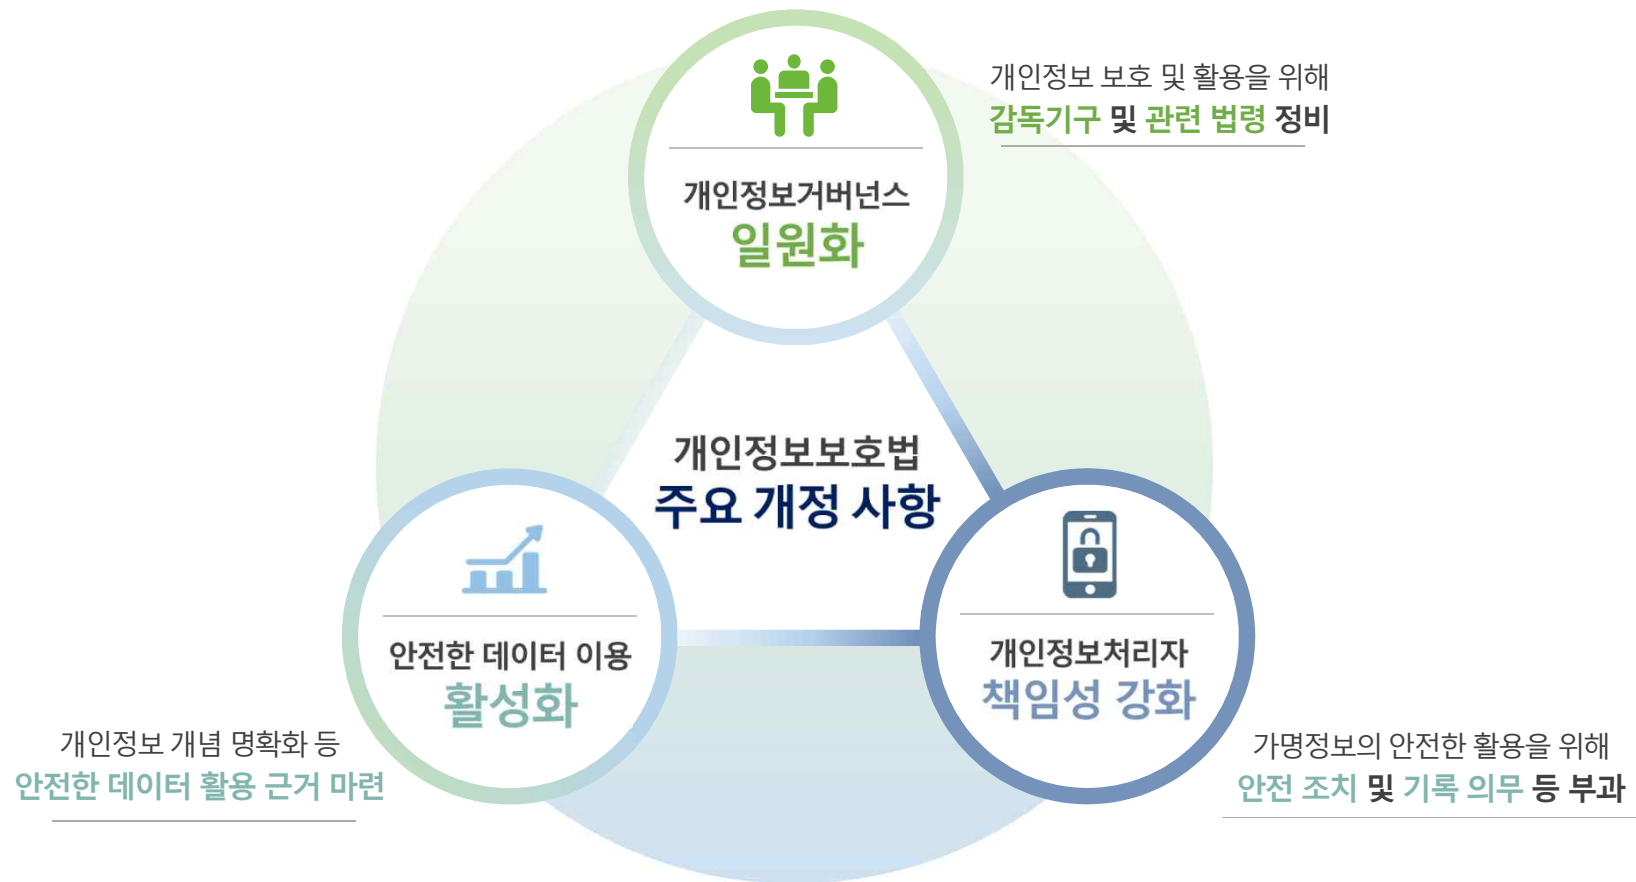 개인정보 보호 및 활용을 위해
감독기구 및 관련 법령 정비
개인정보거버넌스
일원화
개인정보보호법
주요 개정 사항
안전한 데이터 이용
활성화
개인정보 개념 명확화 등
안전한 데이터 활용 근거 마련
개인정보처리자
책임성 강화
가명정보의 안전한 활용을 위해
안전 조치 및 기록 의무 등 부과